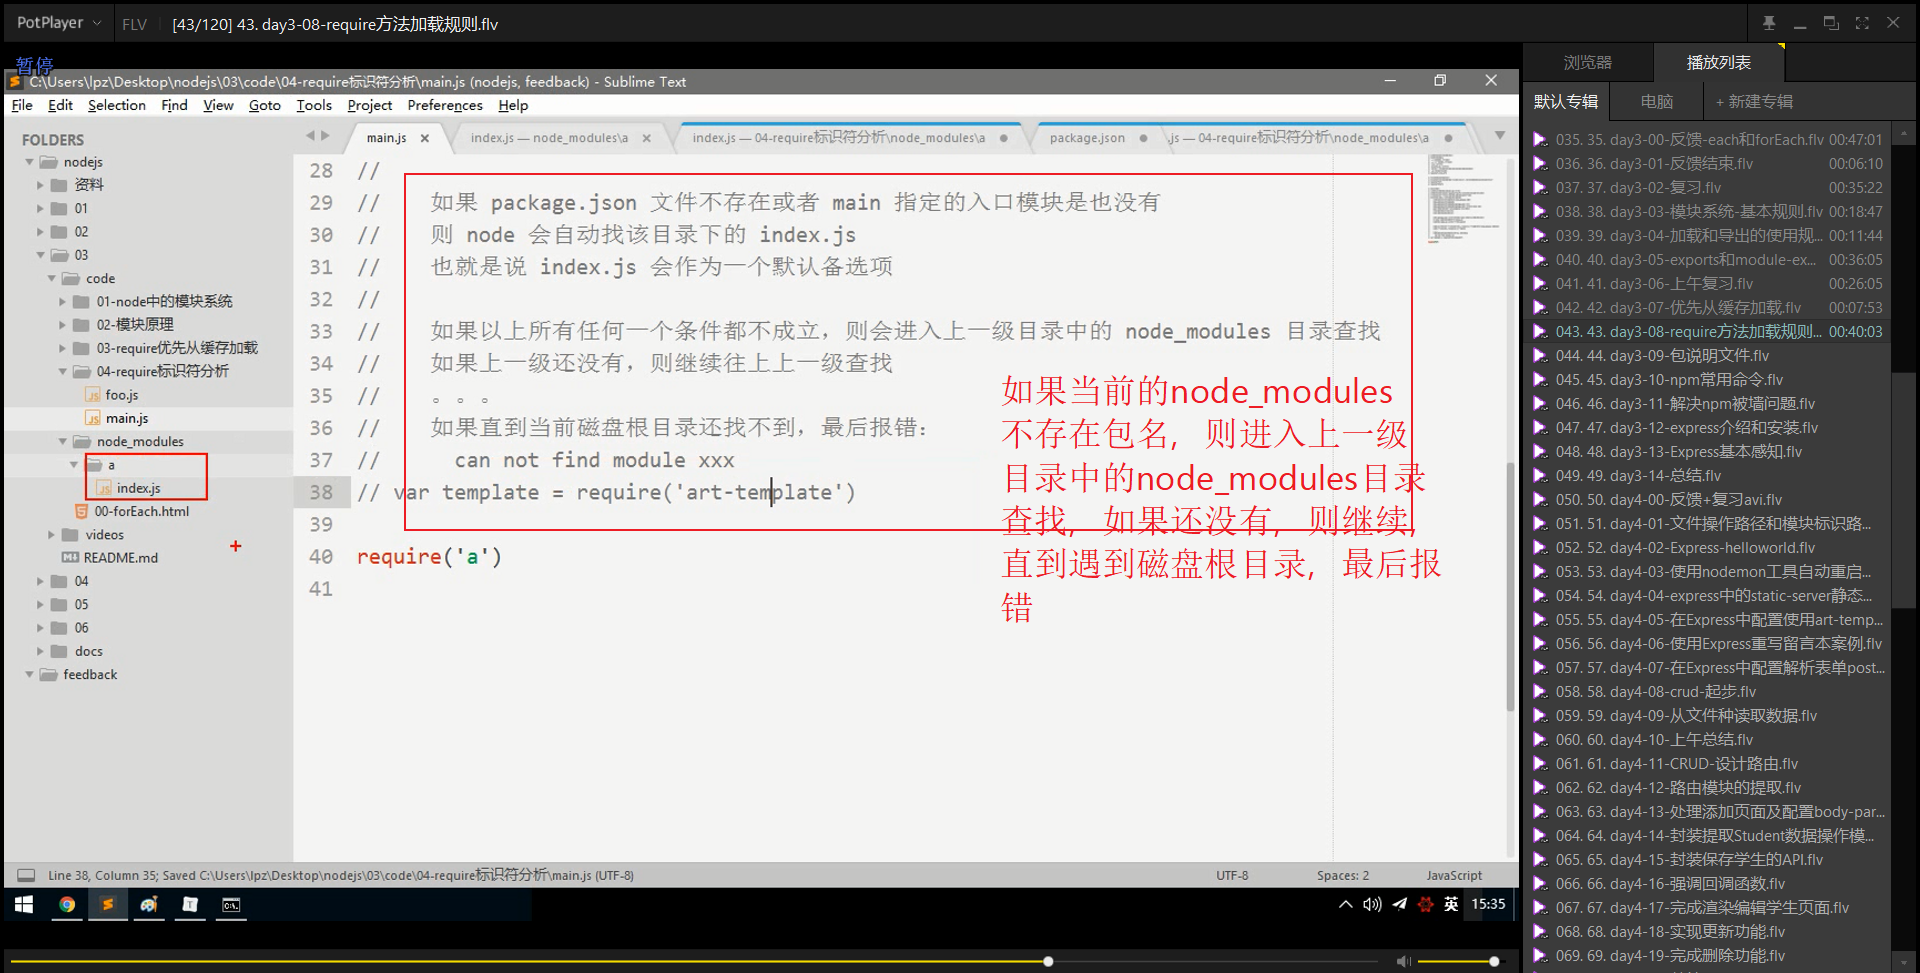 PotPlayer
FLV
[43/120] 43. day3-08-require方法加载规则.flv
暂停
C:\Users\lpz\Desktop\nodejs\03\code\04-require标识符分析\main.js (nodejs, feedback) - Sublime Text
File Edit Selection Find View Goto Tools Project Preferences Help
FOLDERS
nodejs
资料
01
02
03
code
01-node中的模块系统
02-模块原理
03-require优先从缓存加载
04-require标识符分析
foo.js
main.js
node_modules
a
index.js
00-forEach.html
videos
README.md
04
05
06
docs
feedback
main.js
index.js — node_modules\a
index.js — 04-require标识符分析\node_modules\a
package.json
.js — 04-require标识符分析\node_modules\a
28 //
29 // 如果 package.json 文件不存在或者 main 指定的入口模块是也没有
30 // 则 node 会自动找该目录下的 index.js
31 // 也就是说 index.js 会作为一个默认备选项
32 //
33 // 如果以上所有任何一个条件都不成立，则会进入上一级目录中的 node_modules 目录查找
34 // 如果上一级还没有，则继续往上上一级查找
35 // 。。。
36 // 如果直到当前磁盘根目录还找不到，最后报错：
37 // can not find module xxx
38 // var template = require('art-template')
39
40 require('a')
41
如果当前的node_modules
不存在包名，则进入上一级
目录中的node_modules目录
查找，如果还没有，则继续，
直到遇到磁盘根目录，最后报
错
Line 38, Column 35; Saved C:\Users\lpz\Desktop\nodejs\03\code\04-require标识符分析\main.js (UTF-8)
UTF-8
Spaces: 2
JavaScript
英
15:35
浏览器
播放列表
默认专辑
电脑
+ 新建专辑
035. 35. day3-00-反馈-each和forEach.flv 00:47:01
036. 36. day3-01-反馈结束.flv 00:06:10
037. 37. day3-02-复习.flv 00:35:22
038. 38. day3-03-模块系统-基本规则.flv 00:18:47
039. 39. day3-04-加载和导出的使用规... 00:11:44
040. 40. day3-05-exports和module-ex... 00:36:05
041. 41. day3-06-上午复习.flv 00:26:05
042. 42. day3-07-优先从缓存加载.flv 00:07:53
043. 43. day3-08-require方法加载规则... 00:40:03
044. 44. day3-09-包说明文件.flv
045. 45. day3-10-npm常用命令.flv
046. 46. day3-11-解决npm被墙问题.flv
047. 47. day3-12-express介绍和安装.flv
048. 48. day3-13-Express基本感知.flv
049. 49. day3-14-总结.flv
050. 50. day4-00-反馈+复习avi.flv
051. 51. day4-01-文件操作路径和模块标识路...
052. 52. day4-02-Express-helloworld.flv
053. 53. day4-03-使用nodemon工具自动重启...
054. 54. day4-04-express中的static-server静态...
055. 55. day4-05-在Express中配置使用art-temp...
056. 56. day4-06-使用Express重写留言本案例.flv
057. 57. day4-07-在Express中配置解析表单post...
058. 58. day4-08-crud-起步.flv
059. 59. day4-09-从文件种读取数据.flv
060. 60. day4-10-上午总结.flv
061. 61. day4-11-CRUD-设计路由.flv
062. 62. day4-12-路由模块的提取.flv
063. 63. day4-13-处理添加页面及配置body-par...
064. 64. day4-14-封装提取Student数据操作模...
065. 65. day4-15-封装保存学生的API.flv
066. 66. day4-16-强调回调函数.flv
067. 67. day4-17-完成渲染编辑学生页面.flv
068. 68. day4-18-实现更新功能.flv
069. 69. day4-19-完成删除功能.flv